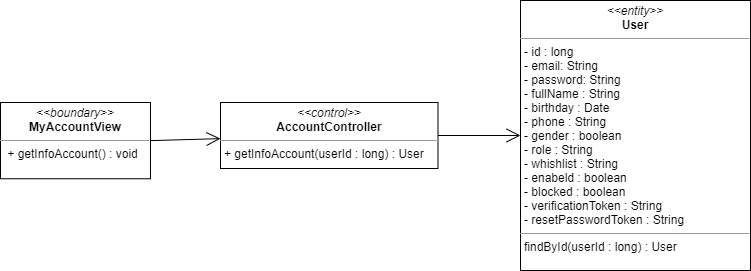 <<boundary>>
MyAccountView
+ getInfoAccount() : void
<<control>>
AccountController
+ getInfoAccount(userId : long) : User
<<entity>>
User
- id : long
- email: String
- password: String
- fullName : String
- birthday : Date
- phone : String
- gender : boolean
- role : String
- whishlist : String
- enabeld : boolean
- blocked : boolean
- verificationToken : String
- resetPasswordToken : String
findById(userId : long) : User